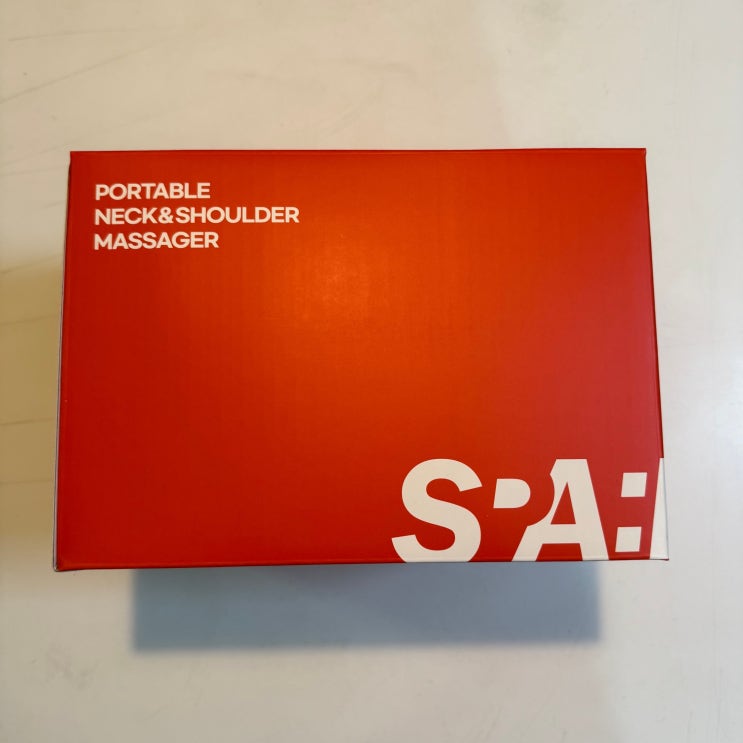 PORTABLE
NECK&SHOULDER
MASSAGER
SPA: